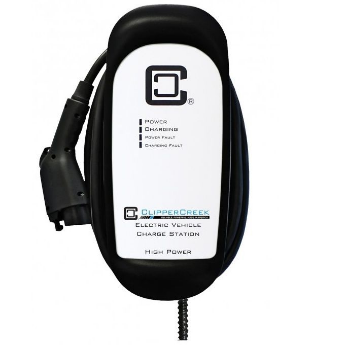 ®
POWER
CHARGING
POWER FAULT
CHARGING FAULT
CLIPPERCREEK
ELECTRIC VEHICLE
CHARGE STATION
HIGH POWER